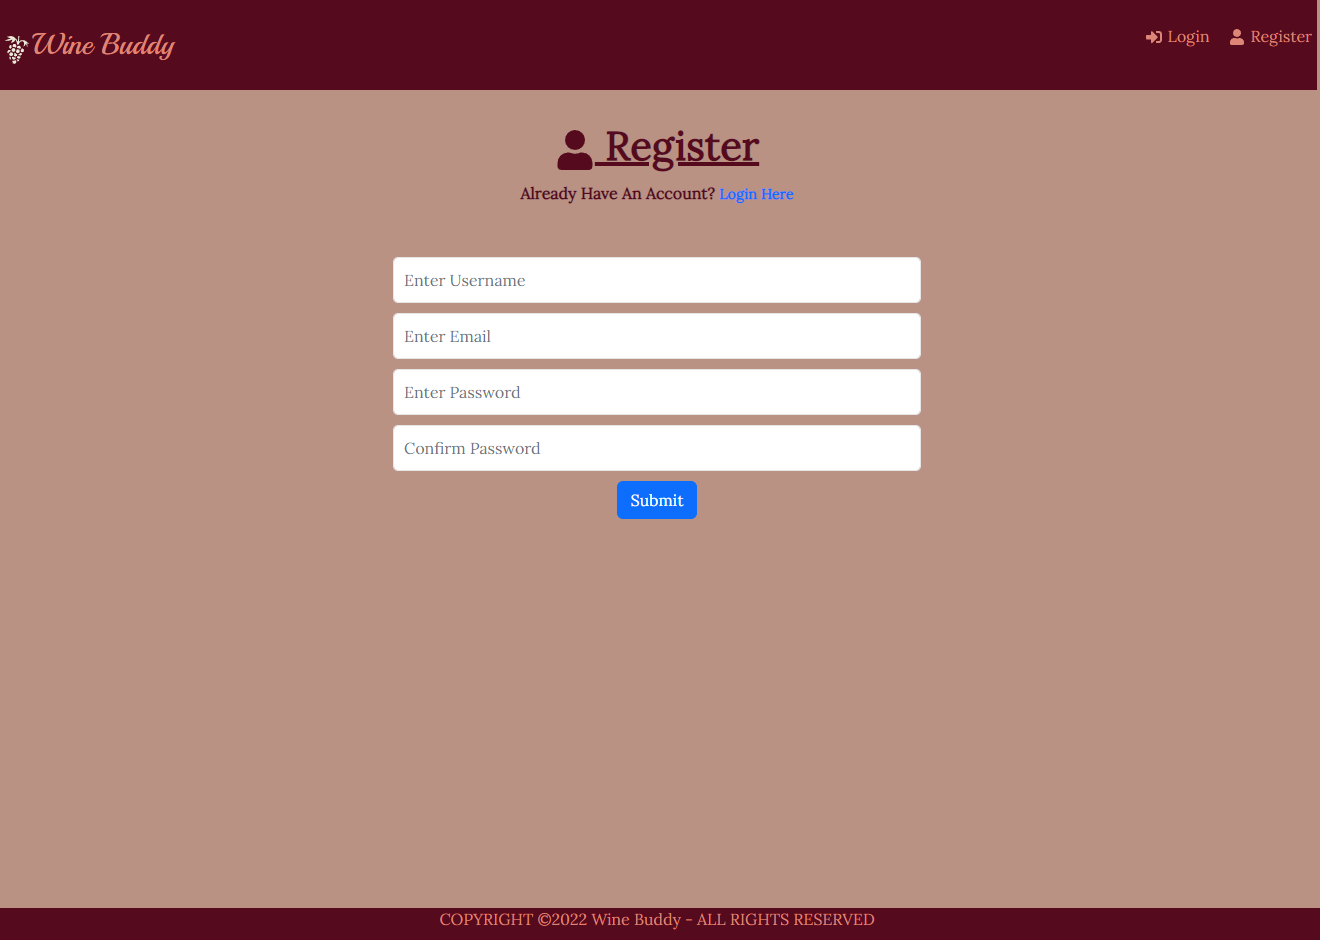 Wine Buddy
Login
Register
Register
Already Have An Account? Login Here
Enter Username
Enter Email
Enter Password
Confirm Password
Submit
COPYRIGHT ©2022 Wine Buddy - ALL RIGHTS RESERVED